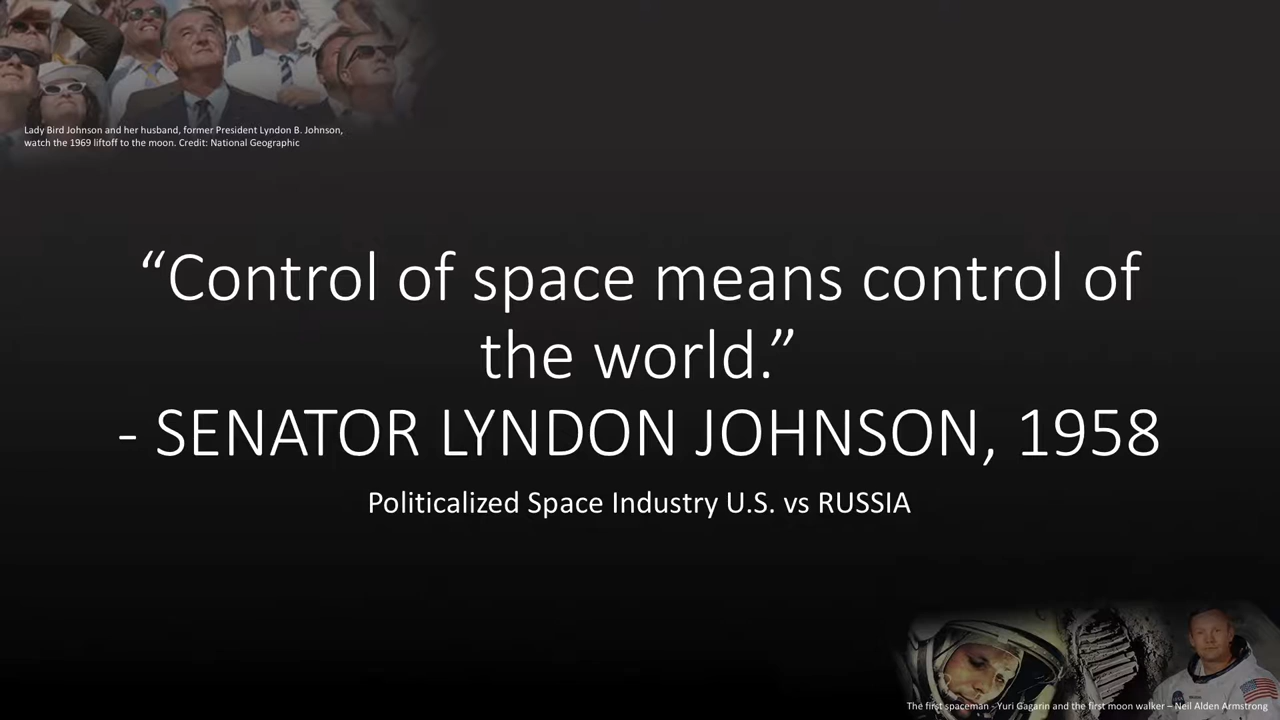 Lady Bird Johnson and her husband, former President Lyndon B. Johnson,
watch the 1969 liftoff to the moon. Credit: National Geographic
“Control of space means control of
the world.”
- SENATOR LYNDON JOHNSON, 1958
Politicalized Space Industry U.S. vs RUSSIA
The first spaceman - Yuri Gagarin and the first moon walker – Neil Alden Armstrong